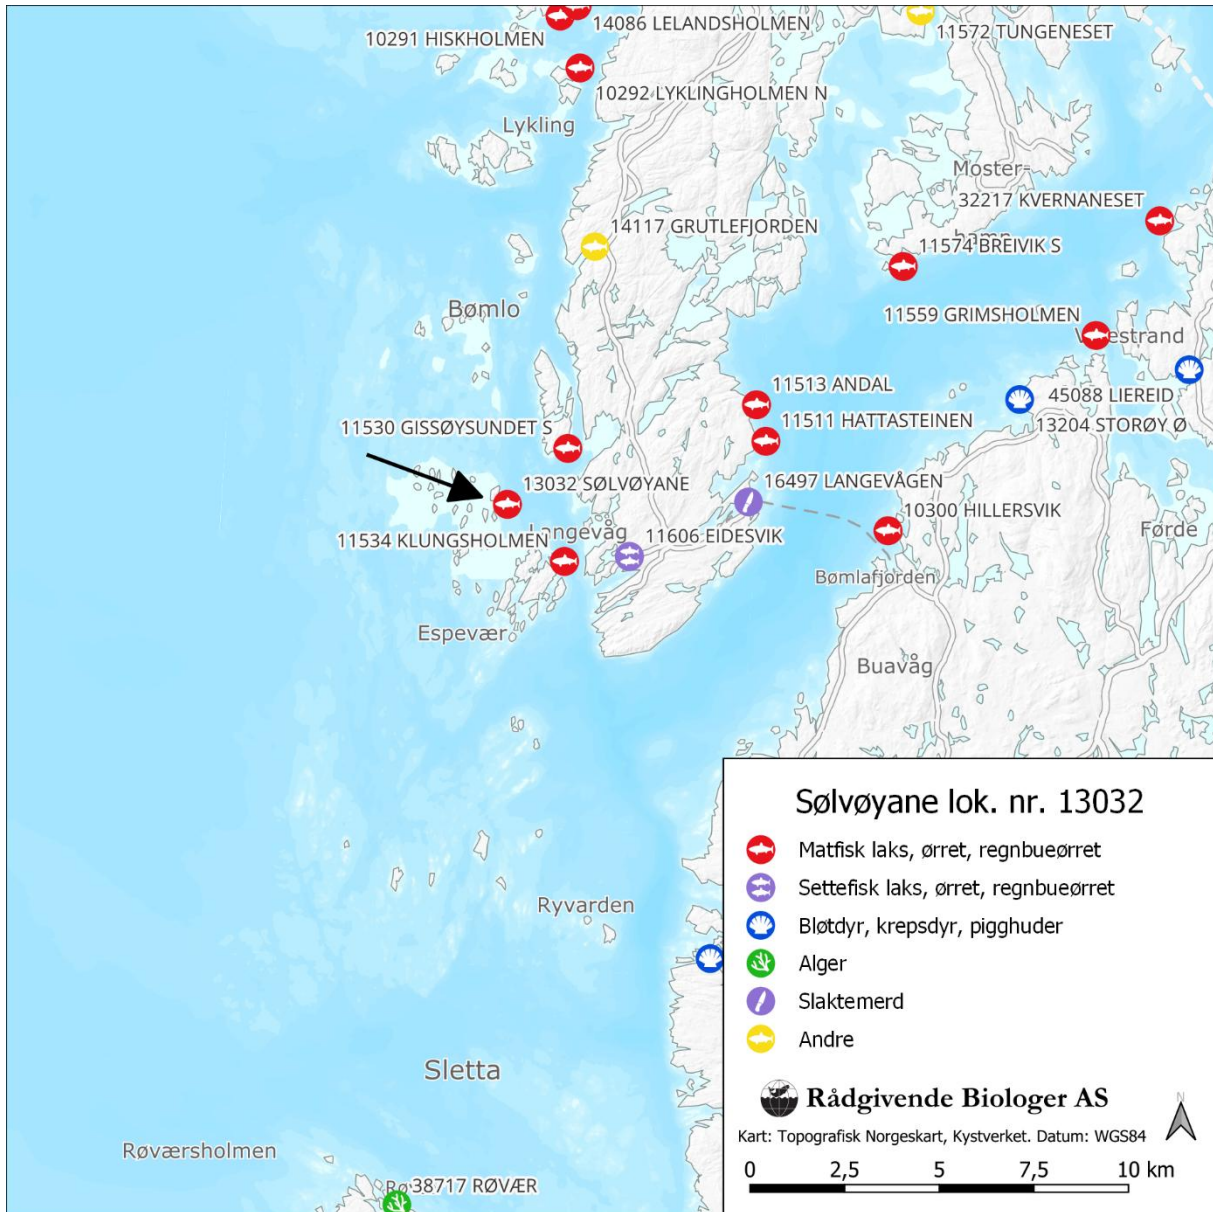 14086 LELANDSHOLMEN
10291 HISKHOLMEN
11572 TUNGENESET
10292 LYKLINGHOLMEN N
Lykling
Moster-
32217 KVERNANESET
14117 GRUTLEFJORDEN
11574 BREIVIK S
Bømlo
11559 GRIMSHOLMEN
11513 ANDAL
45088 LIEREID
11511 HATTASTEINEN
13204 STORØY Ø
11530 GISSØYSUNDET S
13032 SØLVØYANE
16497 LANGEVÅGEN
10300 HILLERSVIK
Langevåg
11534 KLUNGSHOLMEN
11606 EIDESVIK
Førde
Bømlafjorden
Espevær
Buavåg
Ryvarden
Sletta
Røværsholmen
38717 RØVÆR
Sølvøyane lok. nr. 13032
Matfisk laks, ørret, regnbueørret
Settefisk laks, ørret, regnbueørret
Bløtdyr, krepsdyr, pigghuder
Alger
Slaktemerd
Andre
Rådgivende Biologer AS
N
Kart: Topografisk Norgeskart, Kystverket. Datum: WGS84
0 2,5 5 7,5 10 km